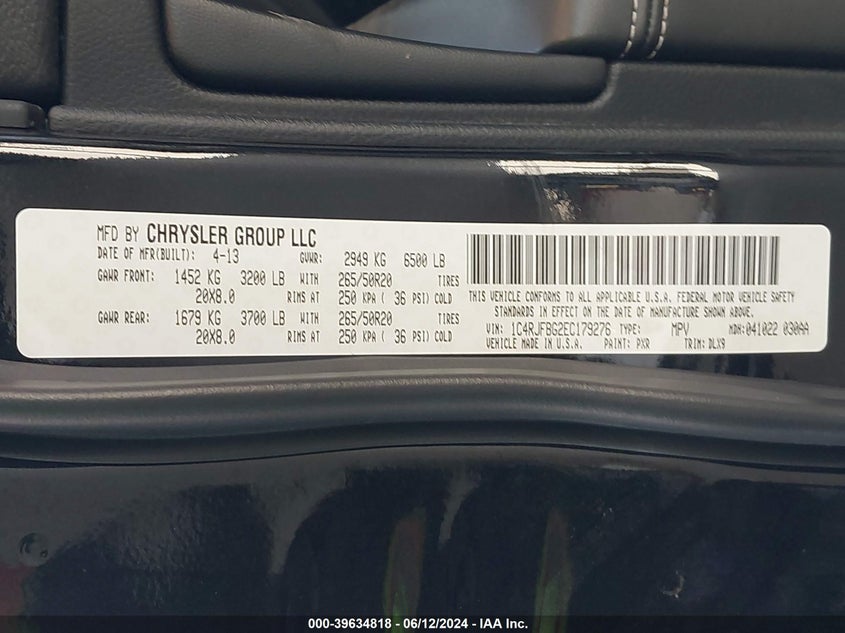 MFD BY CHRYSLER GROUP LLC
DATE OF MFR(BUILT): 4-13 GVWR: 2949 KG 6500 LB
GAWR FRONT: 1452 KG 3200 LB WITH 265/50R20 TIRES
20X8.0 RIMS AT 250 KPA ( 36 PSI) COLD
GAWR REAR: 1679 KG 3700 LB WITH 265/50R20 TIRES
20X8.0 RIMS AT 250 KPA ( 36 PSI) COLD
THIS VEHICLE CONFORMS TO ALL APPLICABLE U.S.A. FEDERAL MOTOR VEHICLE SAFETY
STANDARDS IN EFFECT ON THE DATE OF MANUFACTURE SHOWN ABOVE.
VIN: 1C4RJFBG2EC179276 TYPE: MPV MDH:041022 030AA
VEHICLE MADE IN U.S.A. PAINT: PXR TRIM: DLX9
000-39634818 - 06/12/2024 - IAA Inc.